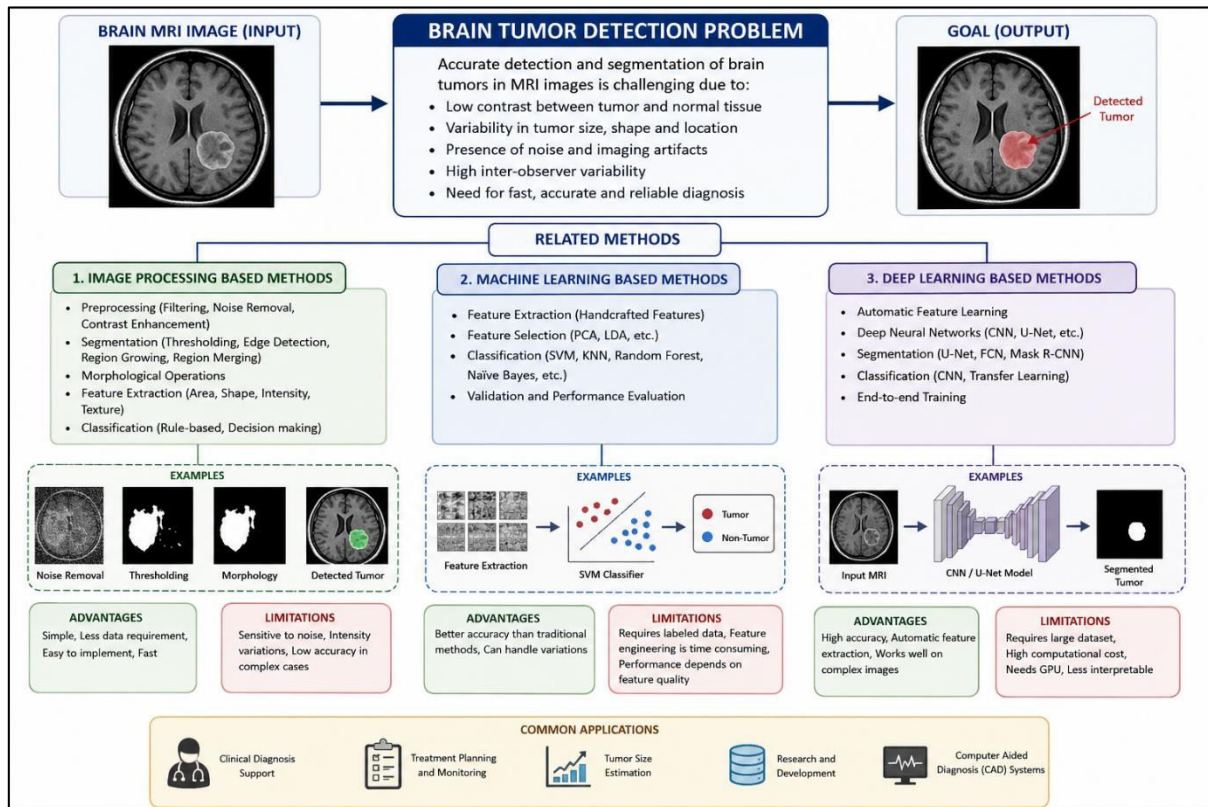 BRAIN MRI IMAGE (INPUT)
BRAIN TUMOR DETECTION PROBLEM
Accurate detection and segmentation of brain
tumors in MRI images is challenging due to:
• Low contrast between tumor and normal tissue
• Variability in tumor size, shape and location
• Presence of noise and imaging artifacts
• High inter-observer variability
• Need for fast, accurate and reliable diagnosis
GOAL (OUTPUT)
Detected
Tumor
RELATED METHODS
1. IMAGE PROCESSING BASED METHODS
• Preprocessing (Filtering, Noise Removal,
Contrast Enhancement)
• Segmentation (Thresholding, Edge Detection,
Region Growing, Region Merging)
• Morphological Operations
• Feature Extraction (Area, Shape, Intensity,
Texture)
• Classification (Rule-based, Decision making)
EXAMPLES
Noise Removal
Thresholding
Morphology
Detected Tumor
ADVANTAGES
Simple, Less data requirement,
Easy to implement, Fast
LIMITATIONS
Sensitive to noise, Intensity
variations, Low accuracy in
complex cases
2. MACHINE LEARNING BASED METHODS
• Feature Extraction (Handcrafted Features)
• Feature Selection (PCA, LDA, etc.)
• Classification (SVM, KNN, Random Forest,
Naïve Bayes, etc.)
• Validation and Performance Evaluation
EXAMPLES
Feature Extraction
SVM Classifier
Tumor
Non-Tumor
ADVANTAGES
Better accuracy than traditional
methods, Can handle variations
LIMITATIONS
Requires labeled data, Feature
engineering is time consuming,
Performance depends on
feature quality
3. DEEP LEARNING BASED METHODS
• Automatic Feature Learning
• Deep Neural Networks (CNN, U-Net, etc.)
• Segmentation (U-Net, FCN, Mask R-CNN)
• Classification (CNN, Transfer Learning)
• End-to-end Training
EXAMPLES
Input MRI
CNN / U-Net Model
Segmented
Tumor
ADVANTAGES
High accuracy, Automatic feature
extraction, Works well on
complex images
LIMITATIONS
Requires large dataset,
High computational cost,
Needs GPU, Less interpretable
COMMON APPLICATIONS
Clinical Diagnosis
Support
Treatment Planning
and Monitoring
Tumor Size
Estimation
Research and
Development
Computer Aided
Diagnosis (CAD) Systems